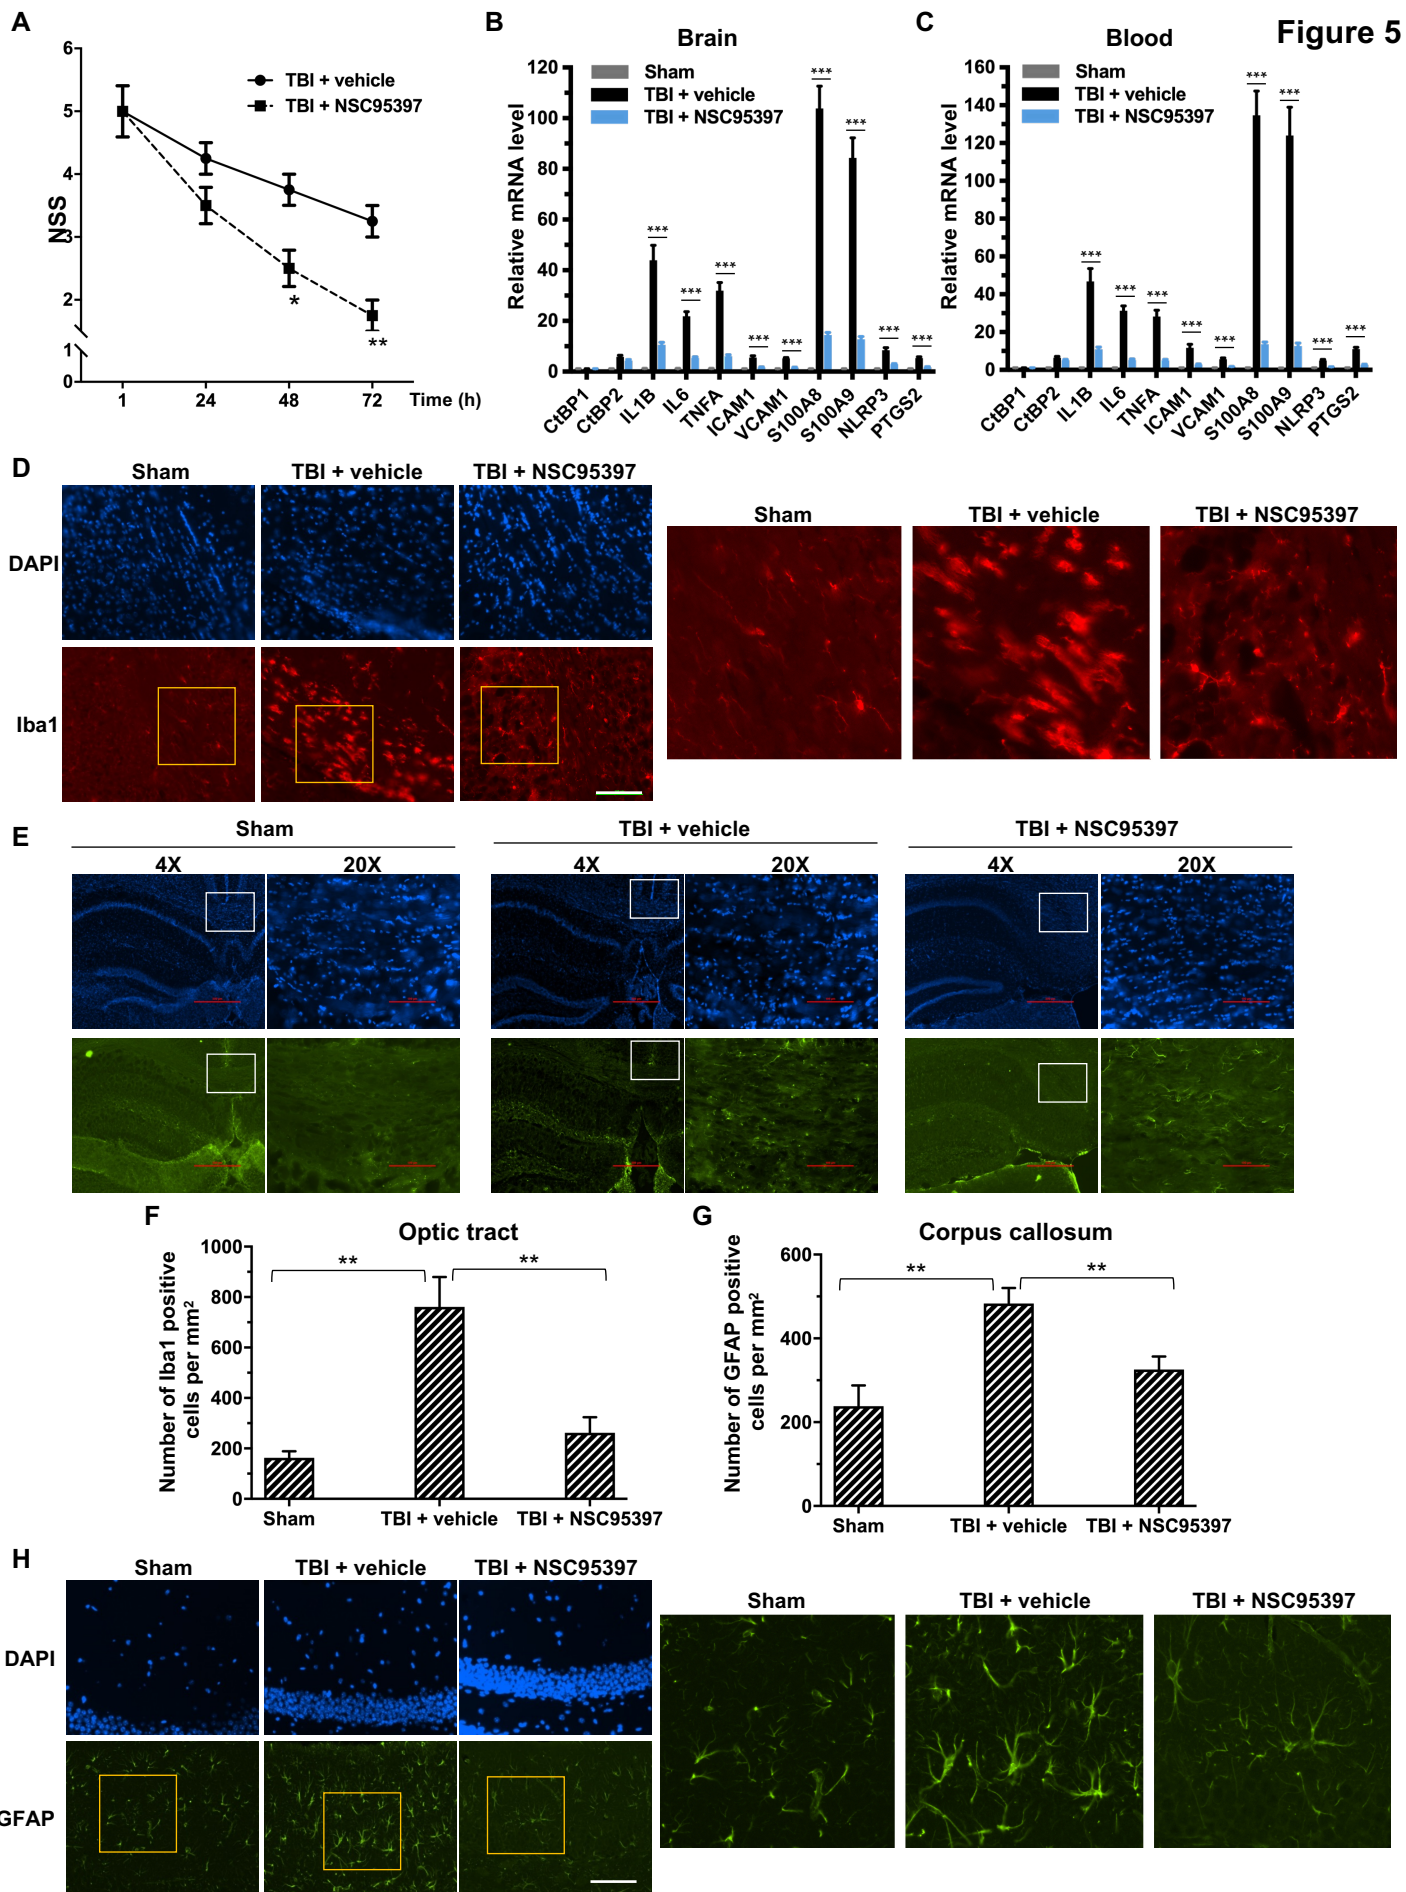 Figure 5
A
6
5
4
3
2
1
0
NSS
TBI + vehicle
TBI + NSC95397
*
**
1 24 48 72 Time (h)
B
Brain
Sham
TBI + vehicle
TBI + NSC95397
Relative mRNA level
120
100
80
60
40
20
0
*** *** *** *** *** *** *** *** ***
CtBP1 CtBP2 IL1B IL6 TNFA ICAM1 VCAM1 S100A8 S100A9 NLRP3 PTGS2
C
Blood
Sham
TBI + vehicle
TBI + NSC95397
Relative mRNA level
160
140
120
100
80
60
40
20
0
*** *** *** *** *** *** *** *** ***
CtBP1 CtBP2 IL1B IL6 TNFA ICAM1 VCAM1 S100A8 S100A9 NLRP3 PTGS2
D
Sham TBI + vehicle TBI + NSC95397
DAPI
Iba1
Sham TBI + vehicle TBI + NSC95397
E
Sham TBI + vehicle TBI + NSC95397
4X 20X 4X 20X 4X 20X
F
Optic tract
Number of Iba1 positive
cells per mm²
1000
800
600
400
200
0
** **
Sham TBI + vehicle TBI + NSC95397
G
Corpus callosum
Number of GFAP positive
cells per mm²
600
400
200
0
** **
Sham TBI + vehicle TBI + NSC95397
H
Sham TBI + vehicle TBI + NSC95397
DAPI
GFAP
Sham TBI + vehicle TBI + NSC95397